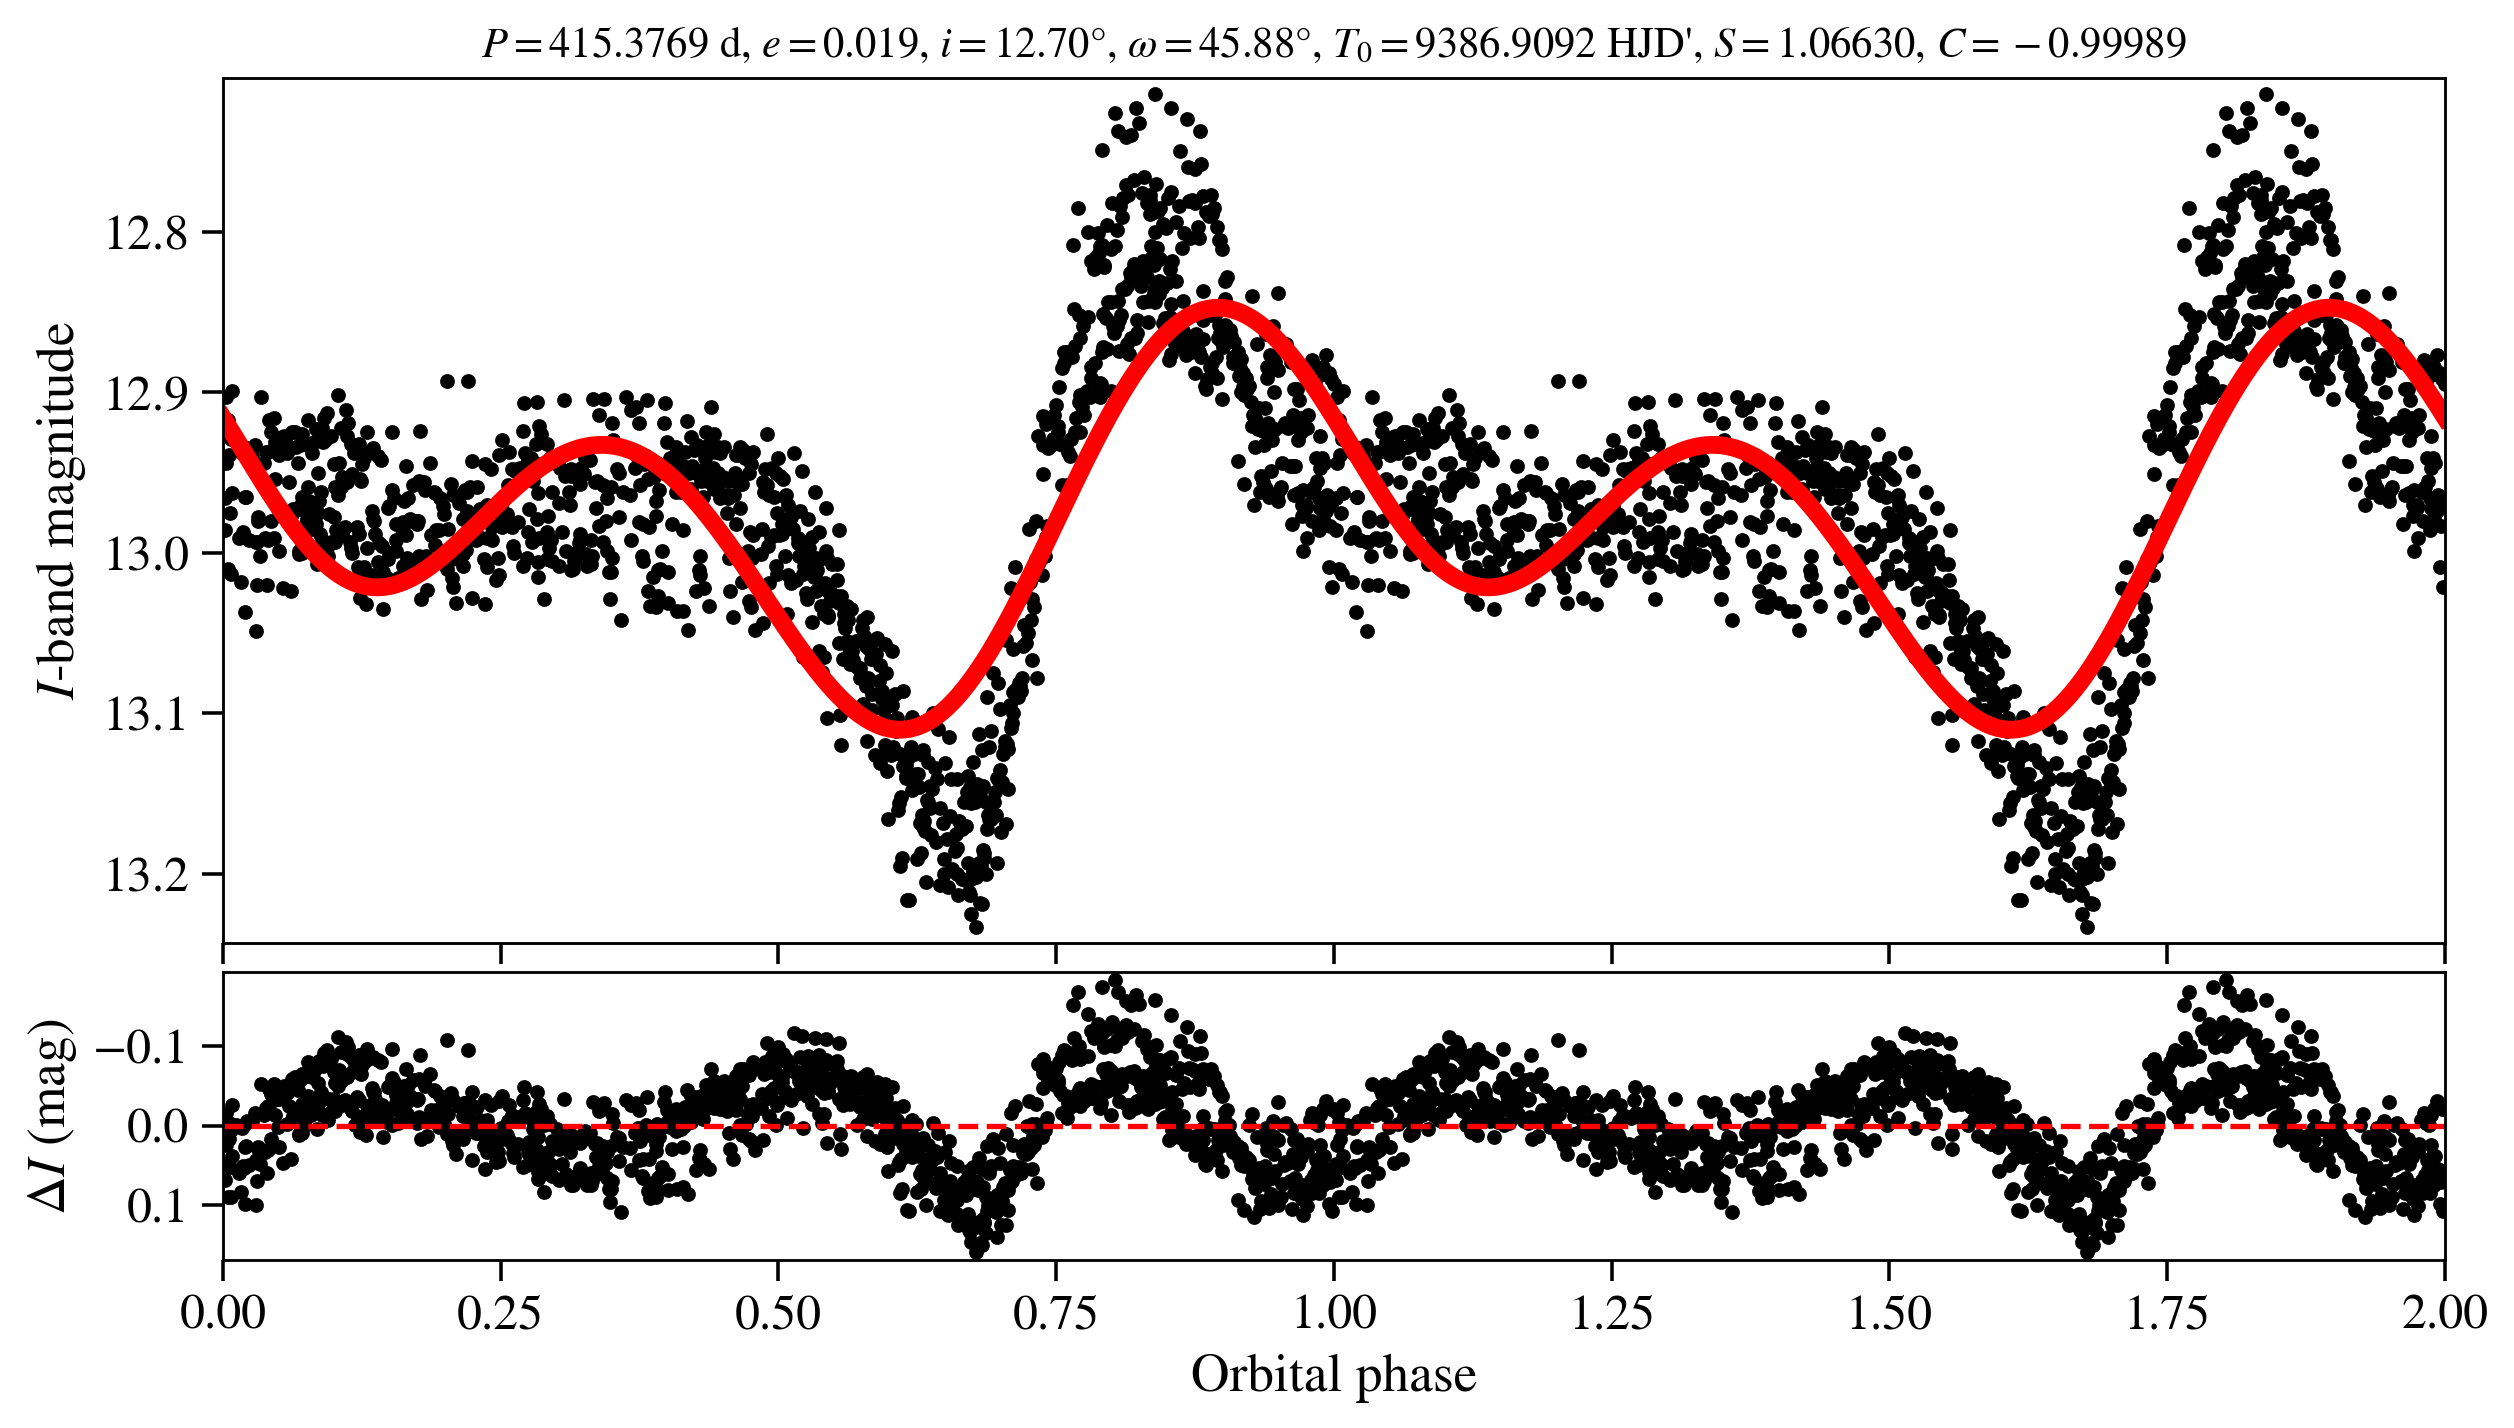 P = 415.3769 d, e = 0.019, i = 12.70°, ω = 45.88°, T₀ = 9386.9092 HJD', S = 1.06630, C = −0.99989
I-band magnitude
12.8
12.9
13.0
13.1
13.2
ΔI (mag)
−0.1
0.0
0.1
0.00 0.25 0.50 0.75 1.00 1.25 1.50 1.75 2.00
Orbital phase